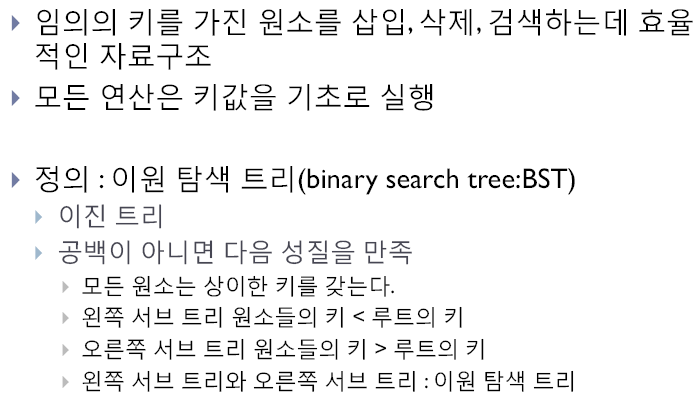 임의의 키를 가진 원소를 삽입, 삭제, 검색하는데 효율
적인 자료구조
모든 연산은 키값을 기초로 실행
정의 : 이원 탐색 트리(binary search tree:BST)
이진 트리
공백이 아니면 다음 성질을 만족
모든 원소는 상이한 키를 갖는다.
왼쪽 서브 트리 원소들의 키 < 루트의 키
오른쪽 서브 트리 원소들의 키 > 루트의 키
왼쪽 서브 트리와 오른쪽 서브 트리 : 이원 탐색 트리